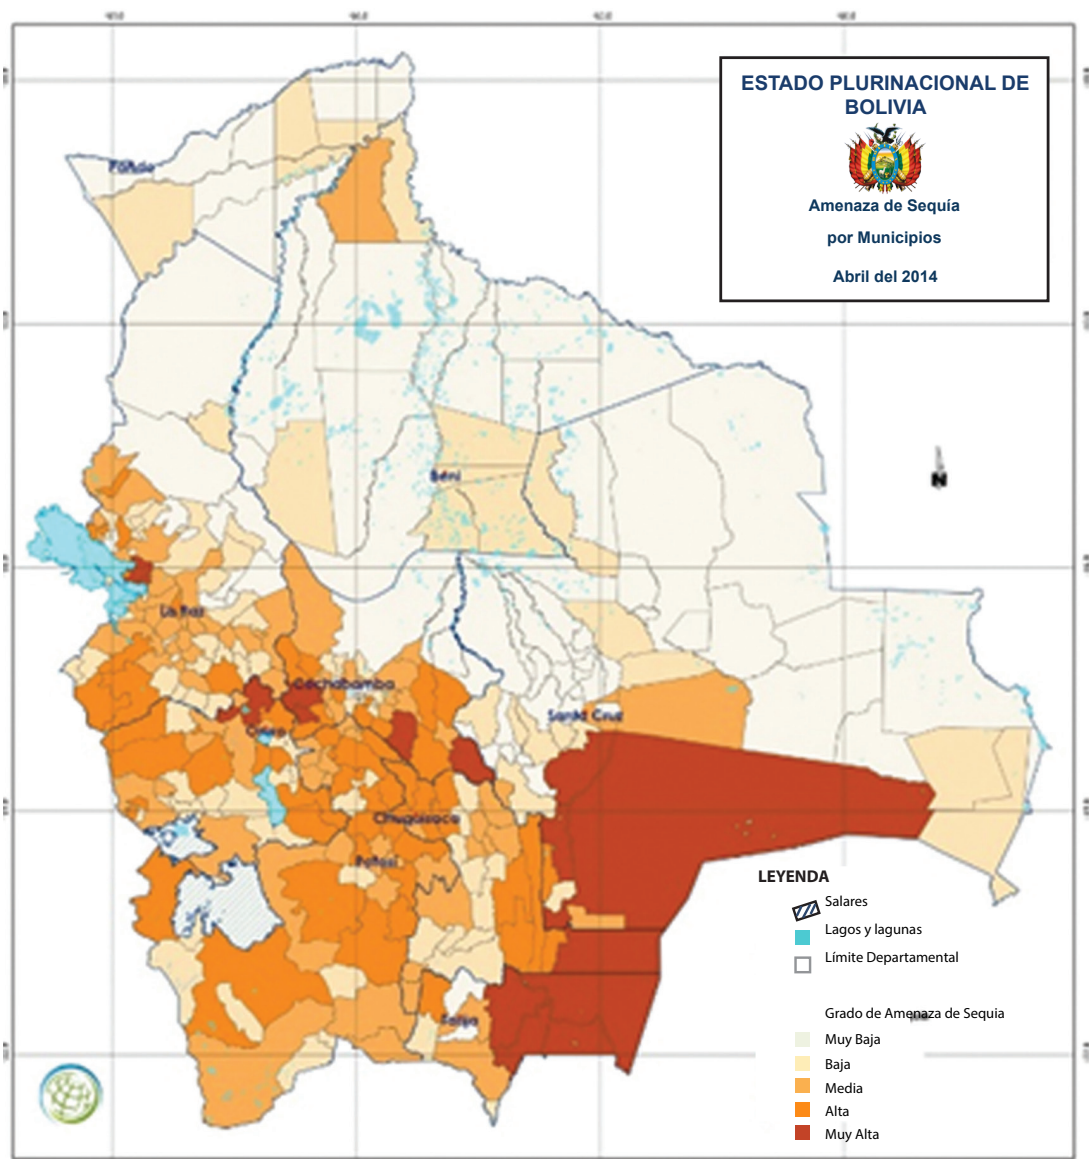 ESTADO PLURINACIONAL DE
BOLIVIA
Amenaza de Sequía
por Municipios
Abril del 2014
Pando
Beni
N
La Paz
Cochabamba
Santa Cruz
Oruro
Chuquisaca
Potosí
Tarija
LEYENDA
Salares
Lagos y lagunas
Límite Departamental
Grado de Amenaza de Sequia
Muy Baja
Baja
Media
Alta
Muy Alta